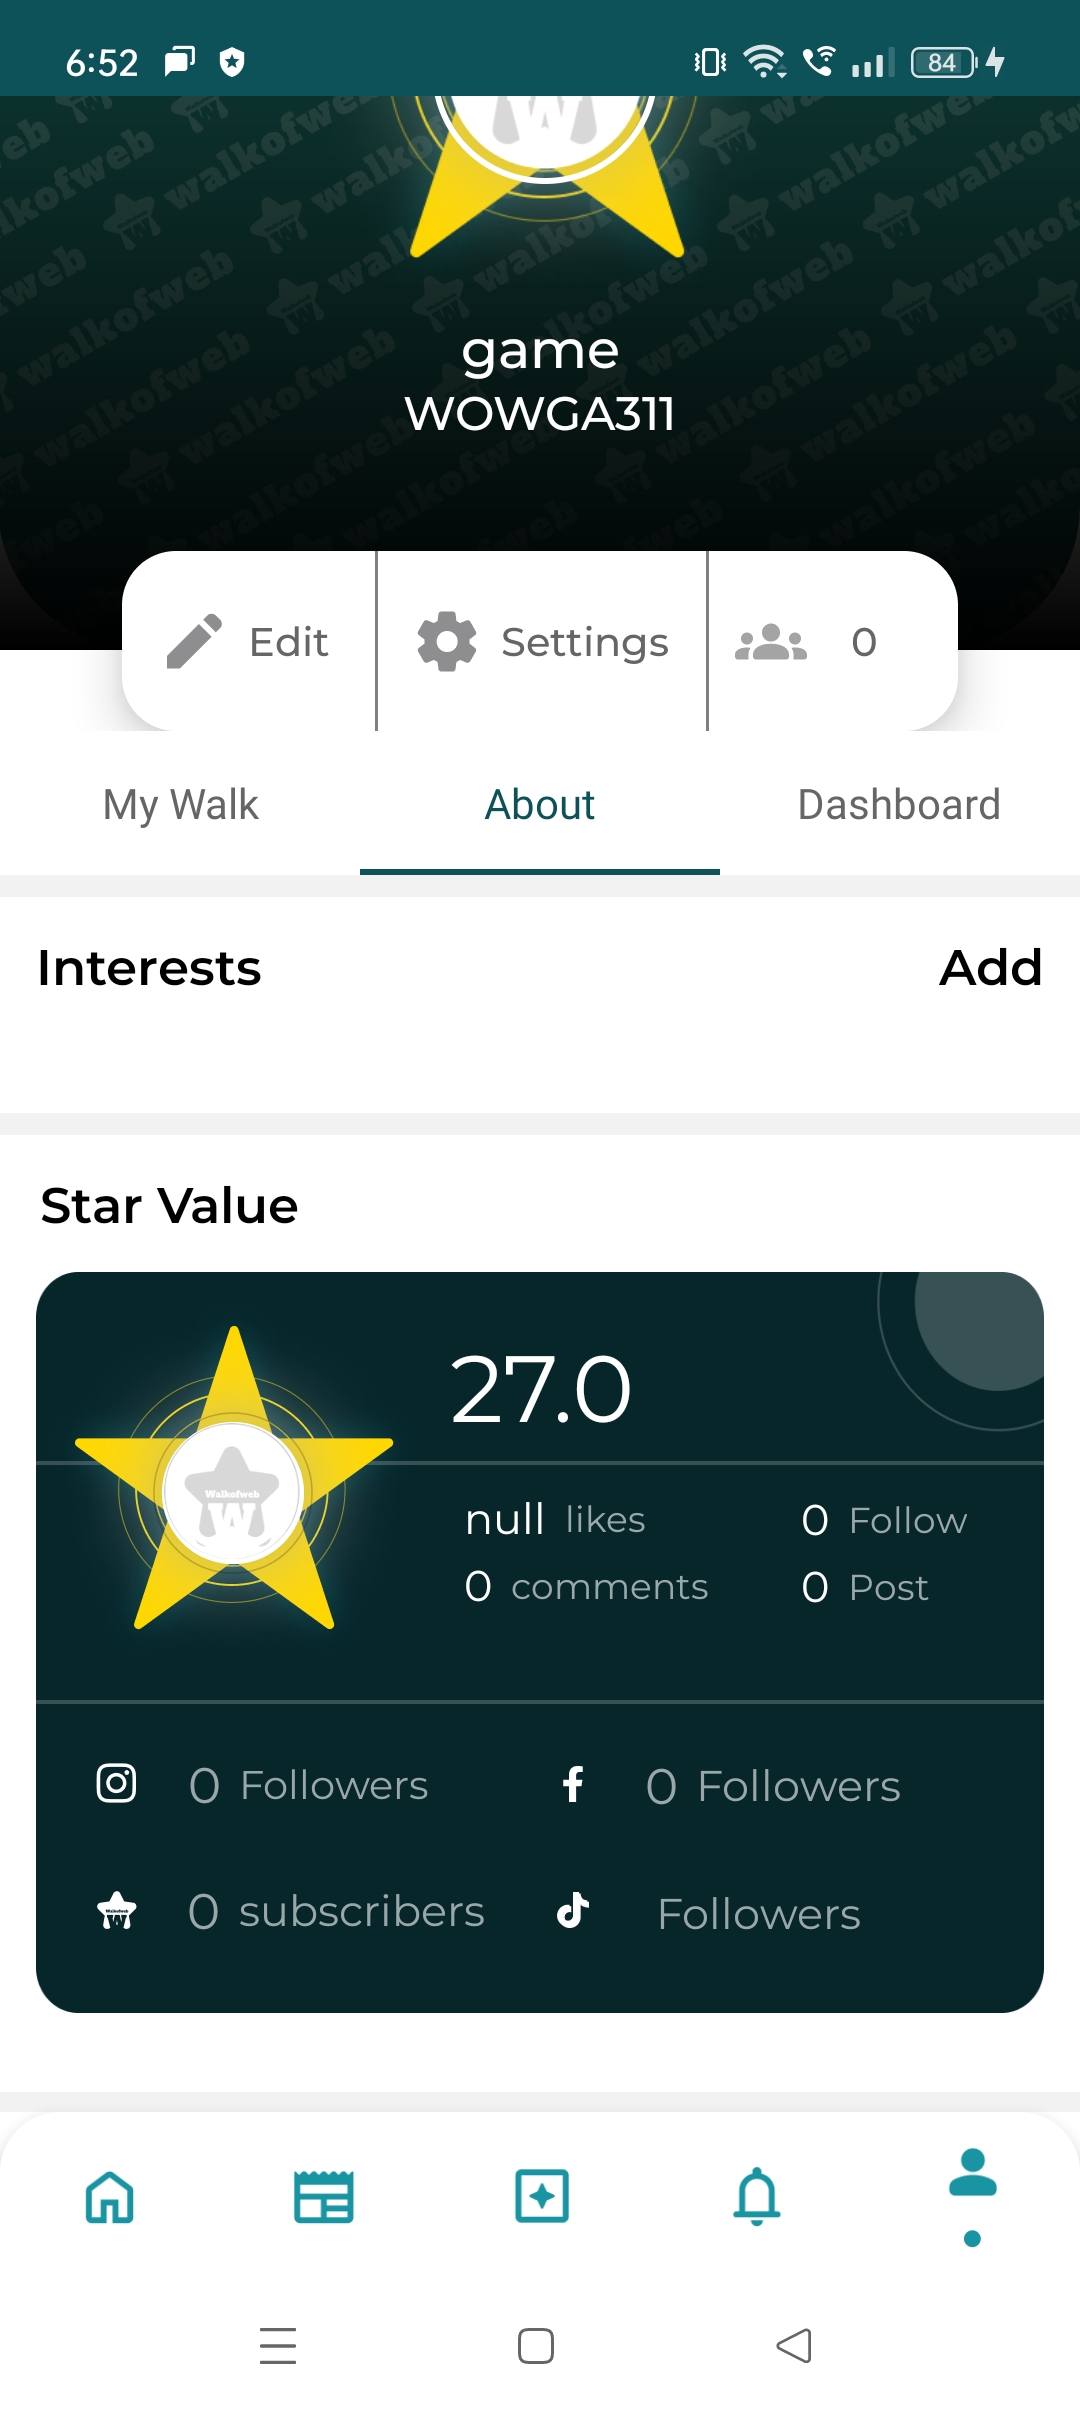 6:52
84
game
WOWGA311
Edit
Settings
0
My Walk
About
Dashboard
Interests
Add
Star Value
27.0
Walkofweb
W
null likes
0 Follow
0 comments
0 Post
0 Followers
0 Followers
0 subscribers
Followers
walkofweb